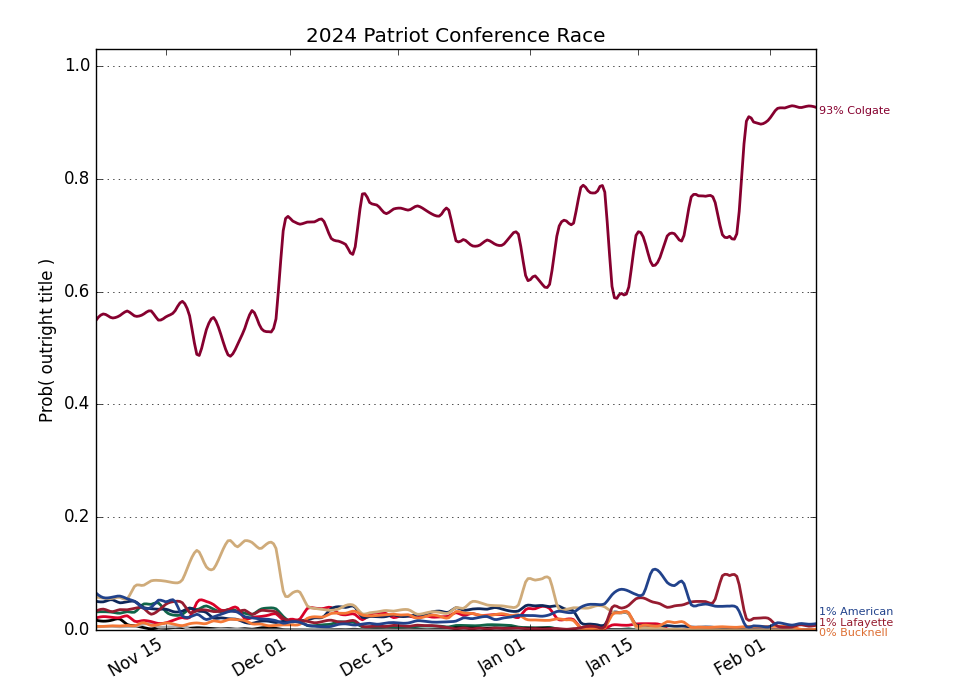 2024 Patriot Conference Race
1.0
0.8
0.6
0.4
0.2
0.0
Prob( outright title )
Nov 15
Dec 01
Dec 15
Jan 01
Jan 15
Feb 01
93% Colgate
1% American
1% Lafayette
0% Bucknell